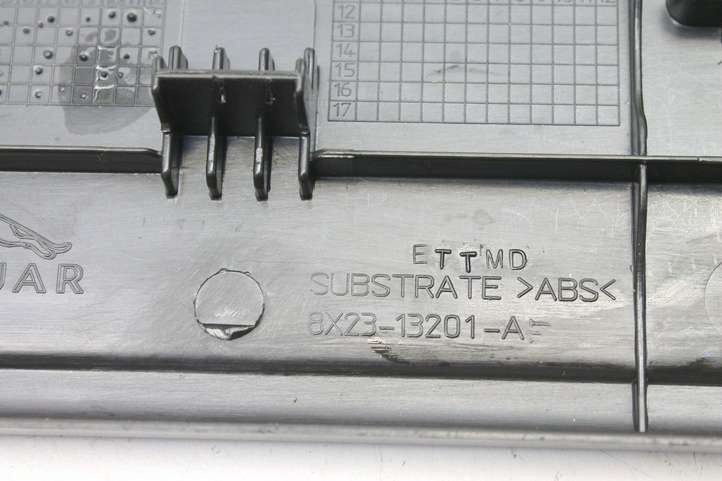 12
13
14
15
16
17
UAR
ETTMD
SUBSTRATE >ABS<
8X23-13201-A